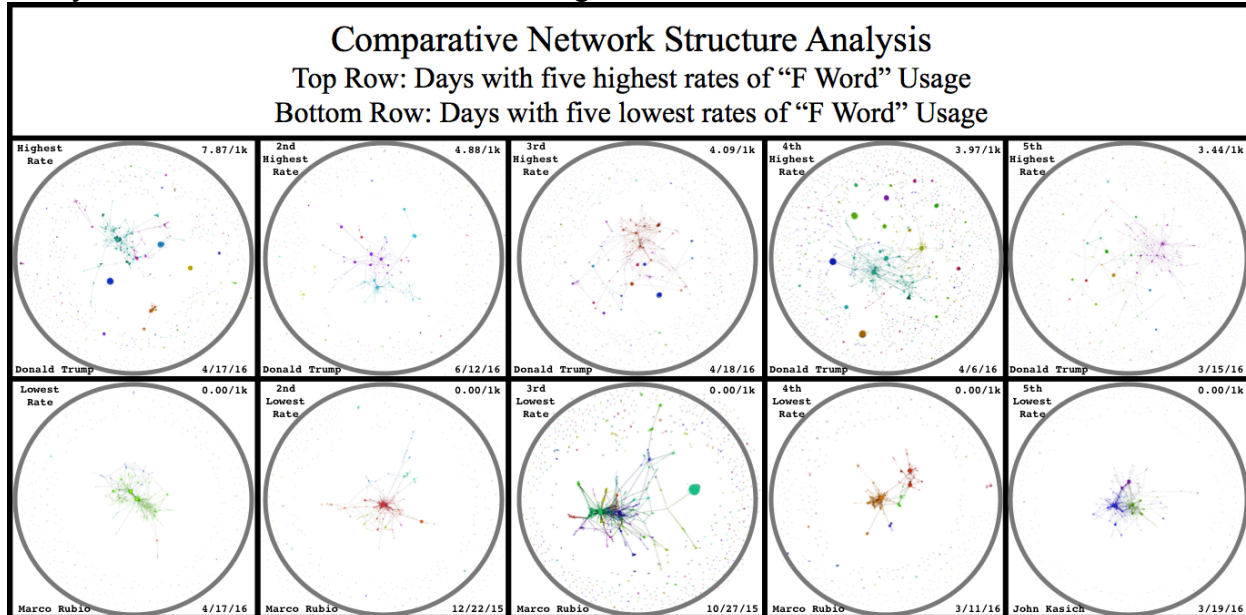 Comparative Network Structure Analysis
Top Row: Days with five highest rates of “F Word” Usage
Bottom Row: Days with five lowest rates of “F Word” Usage
Highest
Rate
7.87/1k
Donald Trump
4/17/16
2nd
Highest
Rate
4.88/1k
Donald Trump
6/12/16
3rd
Highest
Rate
4.09/1k
Donald Trump
4/18/16
4th
Highest
Rate
3.97/1k
Donald Trump
4/6/16
5th
Highest
Rate
3.44/1k
Donald Trump
3/15/16
Lowest
Rate
0.00/1k
Marco Rubio
4/17/16
2nd
Lowest
Rate
0.00/1k
Marco Rubio
12/22/15
3rd
Lowest
Rate
0.00/1k
Marco Rubio
10/27/15
4th
Lowest
Rate
0.00/1k
Marco Rubio
3/11/16
5th
Lowest
Rate
0.00/1k
John Kasich
3/19/16